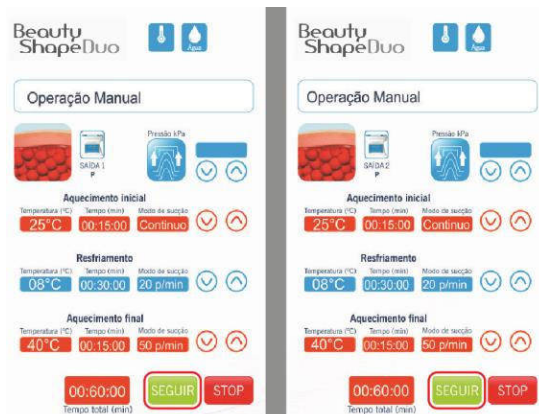 Beauty
ShapeDuo
Água
Operação Manual
Pressão kPa
SAÍDA 1
P
Aquecimento inicial
Temperatura (°C) Tempo (min) Modo de sucção
25°C 00:15:00 Continuo
Resfriamento
Temperatura (°C) Tempo (min) Modo de sucção
08°C 00:30:00 20 p/min
Aquecimento final
Temperatura (°C) Tempo (min) Modo de sucção
40°C 00:15:00 50 p/min
00:60:00 SEGUIR STOP
Tempo total (min)
Beauty
ShapeDuo
Água
Operação Manual
Pressão kPa
SAÍDA 2
P
Aquecimento inicial
Temperatura (°C) Tempo (min) Modo de sucção
25°C 00:15:00 Continuo
Resfriamento
Temperatura (°C) Tempo (min) Modo de sucção
08°C 00:30:00 20 p/min
Aquecimento final
Temperatura (°C) Tempo (min) Modo de sucção
40°C 00:15:00 50 p/min
00:60:00 SEGUIR STOP
Tempo total (min)